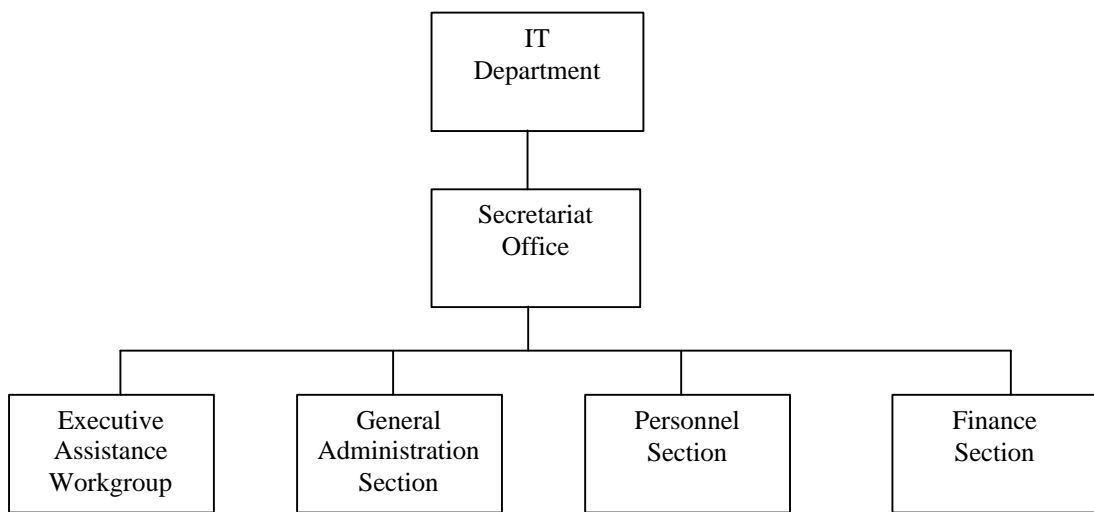 IT
Department
Secretariat
Office
Executive
Assistance
Workgroup
General
Administration
Section
Personnel
Section
Finance
Section